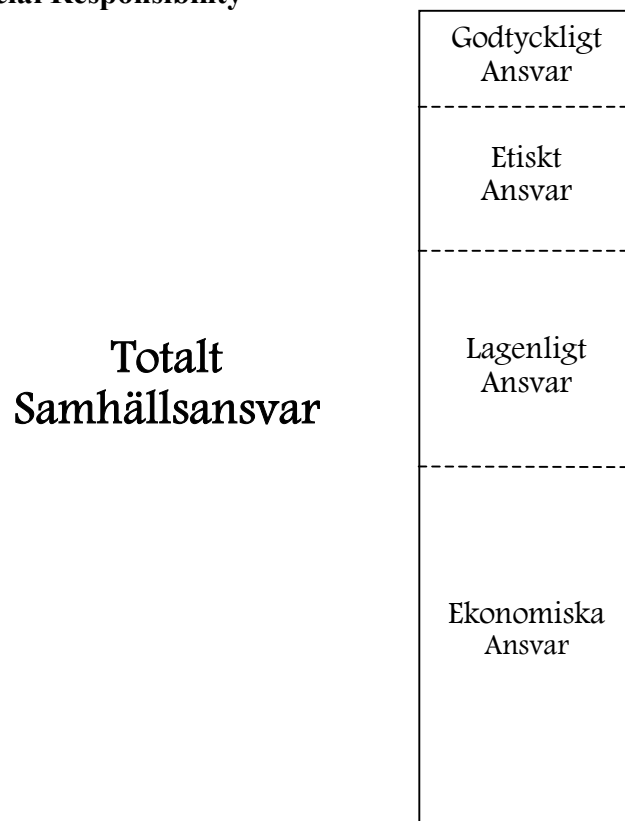 Responsibility
Godtyckligt
Ansvar
Etiskt
Ansvar
Totalt
Samhällsansvar
Lagenligt
Ansvar
Ekonomiska
Ansvar